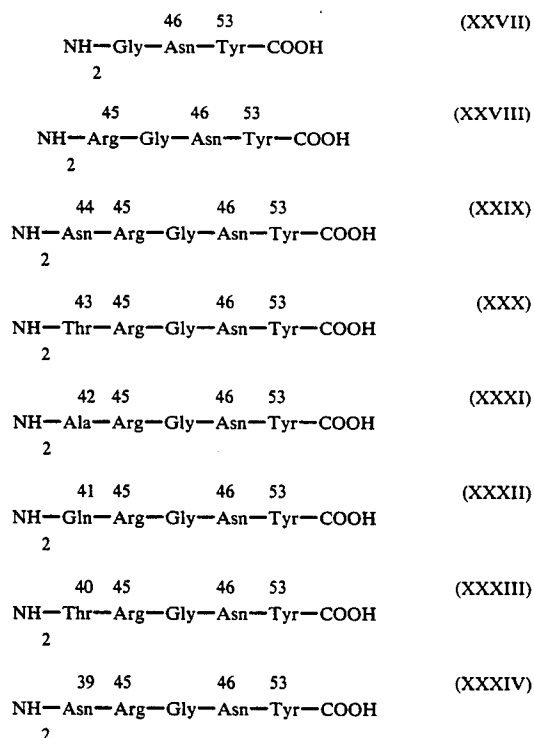 46 53 (XXVII)
NH—Gly—Asn—Tyr—COOH
2
45 46 53 (XXVIII)
NH—Arg—Gly—Asn—Tyr—COOH
2
44 45 46 53 (XXIX)
NH—Asn—Arg—Gly—Asn—Tyr—COOH
2
43 45 46 53 (XXX)
NH—Thr—Arg—Gly—Asn—Tyr—COOH
2
42 45 46 53 (XXXI)
NH—Ala—Arg—Gly—Asn—Tyr—COOH
2
41 45 46 53 (XXXII)
NH—Gln—Arg—Gly—Asn—Tyr—COOH
2
40 45 46 53 (XXXIII)
NH—Thr—Arg—Gly—Asn—Tyr—COOH
2
39 45 46 53 (XXXIV)
NH—Asn—Arg—Gly—Asn—Tyr—COOH
2